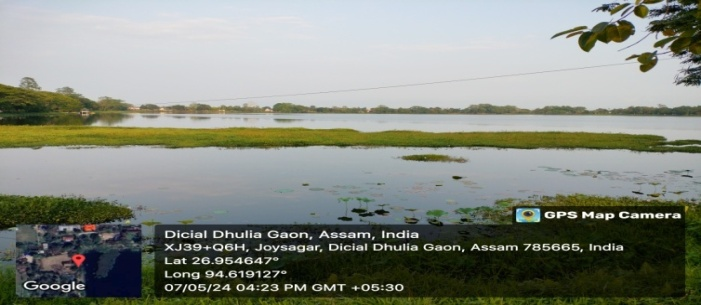 GPS Map Camera
Dicial Dhulia Gaon, Assam, India
XJ39+Q6H, Joysagar, Dicial Dhulia Gaon, Assam 785665, India
Lat 26.954647°
Long 94.619127°
07/05/24 04:23 PM GMT +05:30
Google